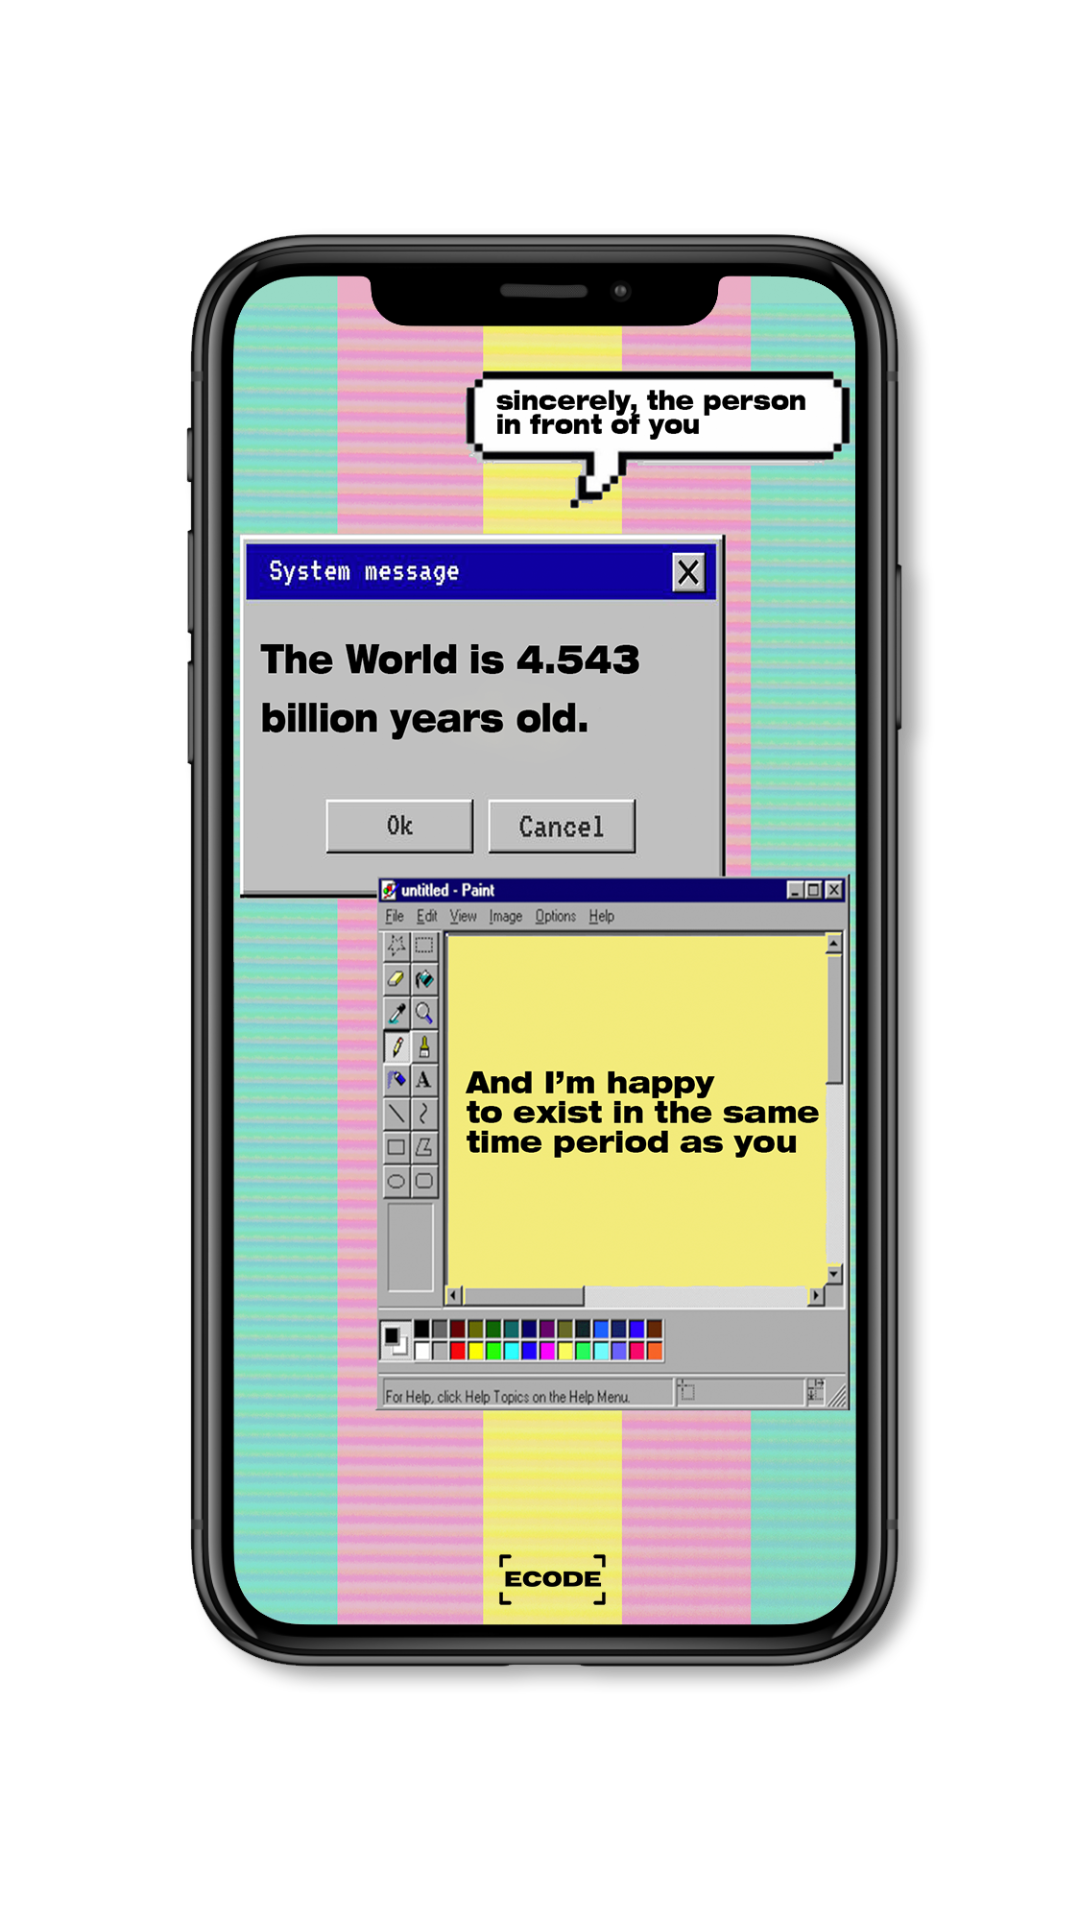 sincerely, the person
in front of you
System message
The World is 4.543
billion years old.
Ok Cancel
untitled - Paint
File Edit View Image Options Help
A
And I'm happy
to exist in the same
time period as you
For Help, click Help Topics on the Help Menu.
ECODE